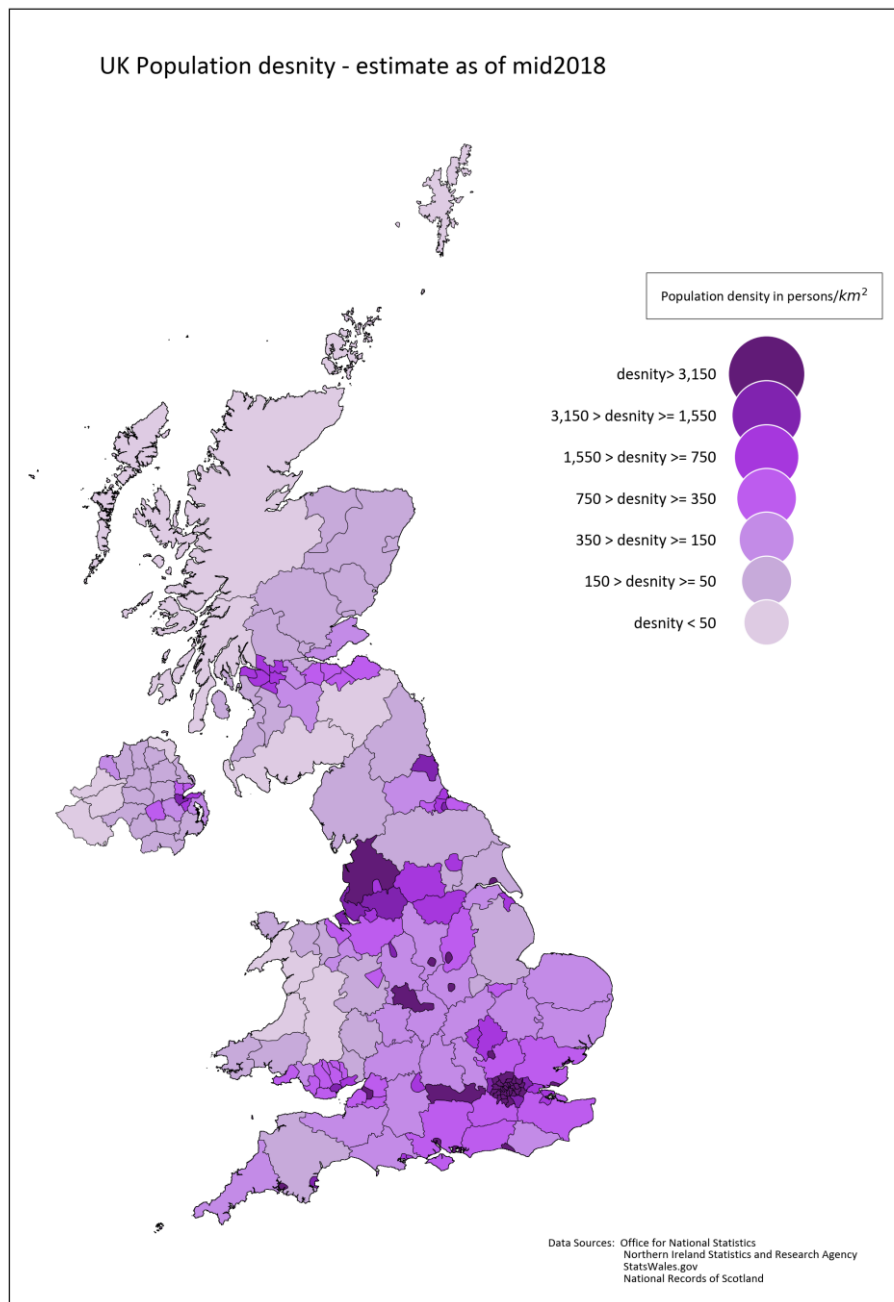 UK Population desnity - estimate as of mid2018
Population density in persons/km²
desnity> 3,150
3,150 > desnity >= 1,550
1,550 > desnity >= 750
750 > desnity >= 350
350 > desnity >= 150
150 > desnity >= 50
desnity < 50
Data Sources: Office for National Statistics
Northern Ireland Statistics and Research Agency
StatsWales.gov
National Records of Scotland